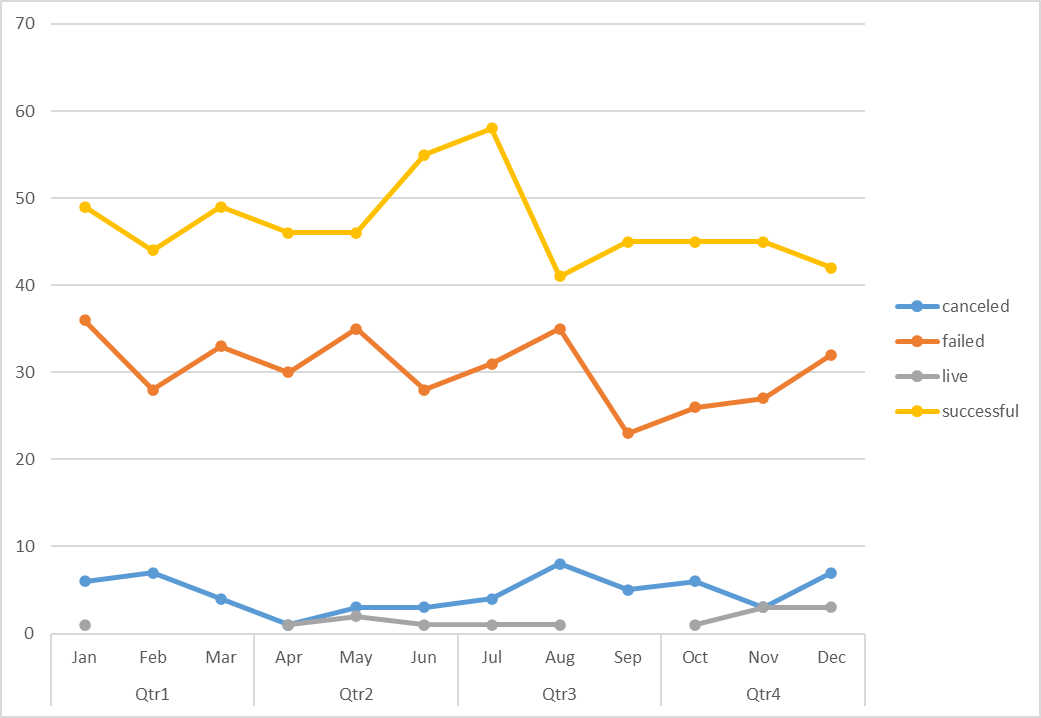 70
60
50
40
30
20
10
0
Jan Feb Mar Apr May Jun Jul Aug Sep Oct Nov Dec
Qtr1 Qtr2 Qtr3 Qtr4
canceled
failed
live
successful